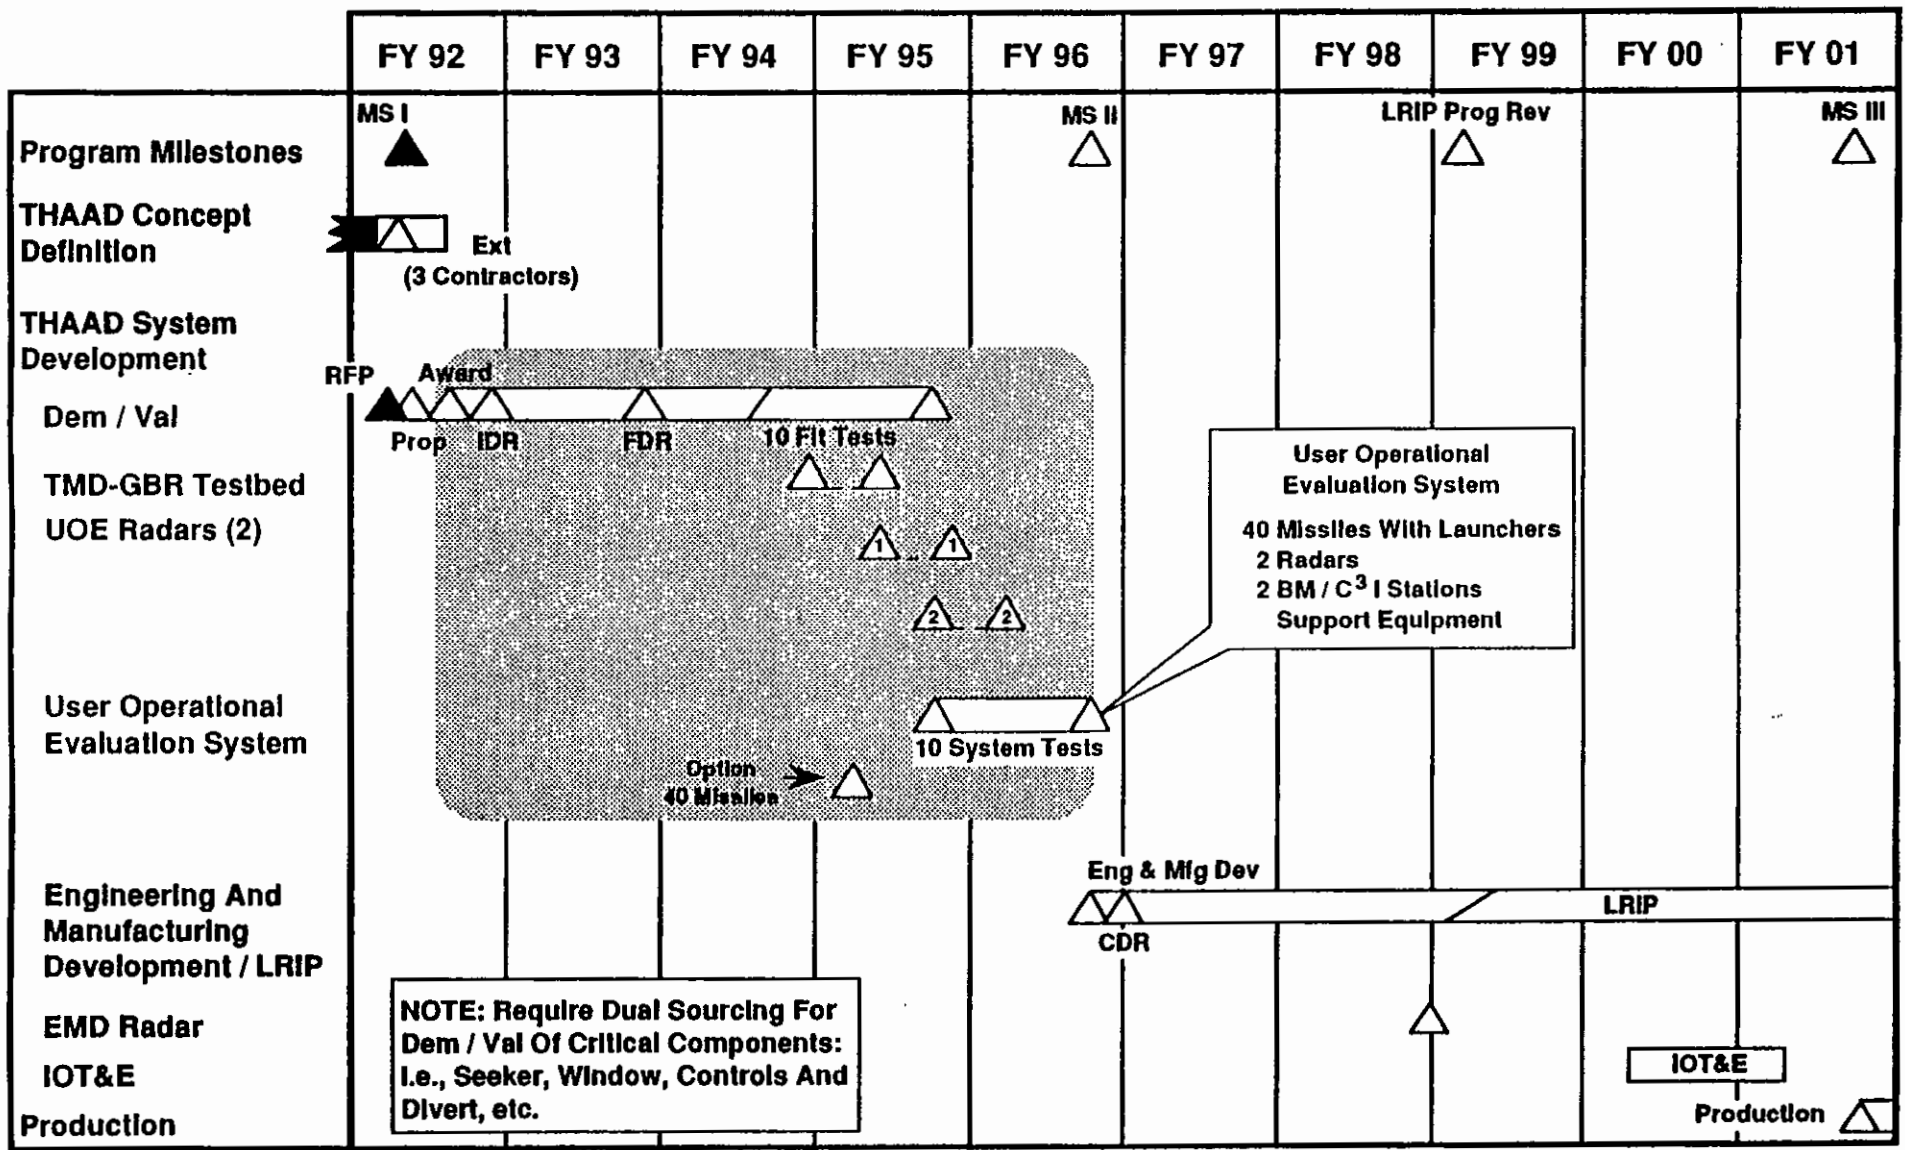 FY 92 FY 93 FY 94 FY 95 FY 96 FY 97 FY 98 FY 99 FY 00 FY 01
MS I MS II LRIP Prog Rev MS III
Program Milestones
THAAD Concept
Definition
Ext
(3 Contractors)
THAAD System
Development
RFP Award
Dem / Val
Prop IDR FDR 10 Flt Tests
TMD-GBR Testbed
UOE Radars (2)
1 1
2 2
User Operational
Evaluation System
40 Missiles With Launchers
2 Radars
2 BM / C3 I Stations
Support Equipment
User Operational
Evaluation System
10 System Tests
Option
40 Missiles
Eng & Mfg Dev
Engineering And
Manufacturing
Development / LRIP
LRIP
CDR
NOTE: Require Dual Sourcing For
Dem / Val Of Critical Components:
I.e., Seeker, Window, Controls And
Divert, etc.
EMD Radar
IOT&E
IOT&E
Production
Production